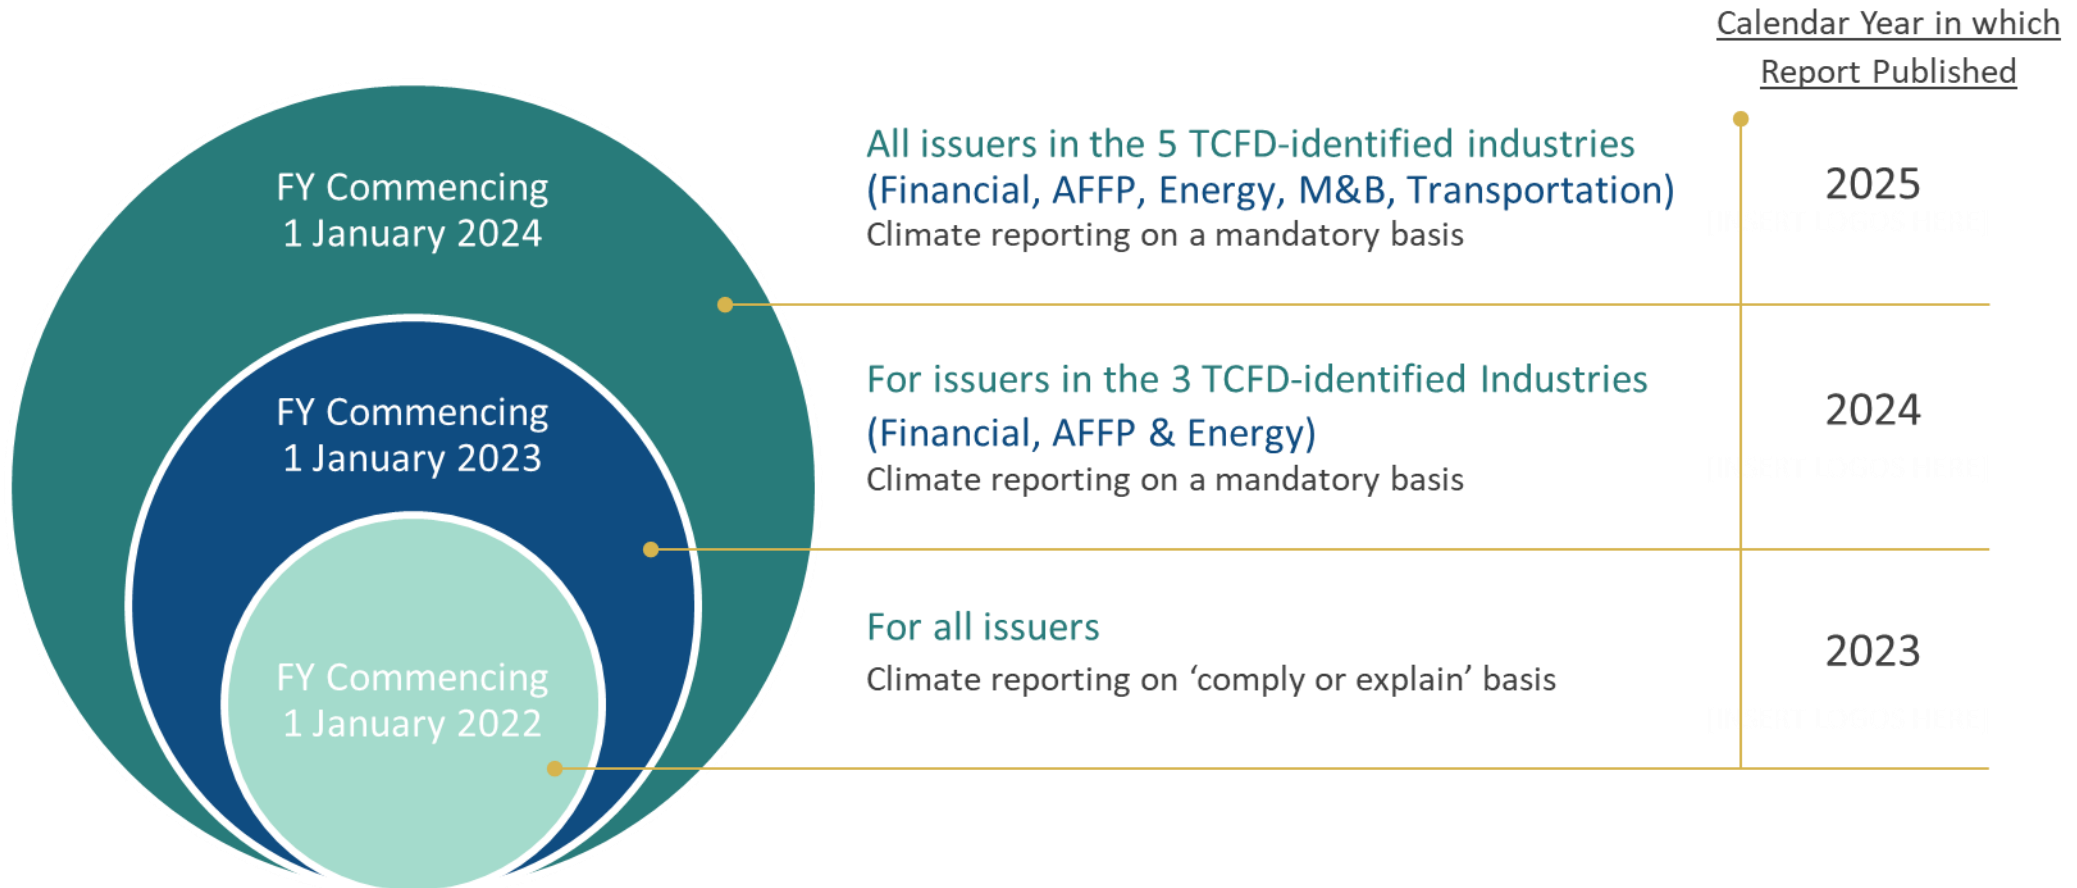 Calendar Year in which
Report Published
FY Commencing
1 January 2024
All issuers in the 5 TCFD-identified industries
(Financial, AFFP, Energy, M&B, Transportation)
Climate reporting on a mandatory basis
2025
FY Commencing
1 January 2023
For issuers in the 3 TCFD-identified Industries
(Financial, AFFP & Energy)
Climate reporting on a mandatory basis
2024
FY Commencing
1 January 2022
For all issuers
Climate reporting on ‘comply or explain’ basis
2023